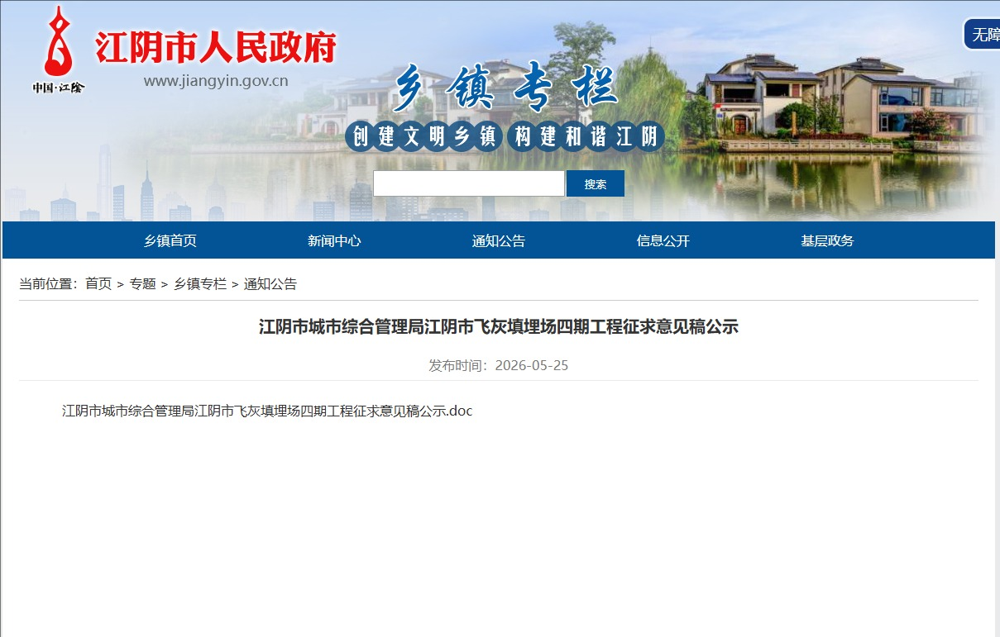 江阴市人民政府
www.jiangyin.gov.cn
中国·江阴
无障
乡镇专栏
创建文明乡镇 构建和谐江阴
搜索
乡镇首页 新闻中心 通知公告 信息公开 基层政务
当前位置：首页 > 专题 > 乡镇专栏 > 通知公告
江阴市城市综合管理局江阴市飞灰填埋场四期工程征求意见稿公示
发布时间：2026-05-25
江阴市城市综合管理局江阴市飞灰填埋场四期工程征求意见稿公示.doc